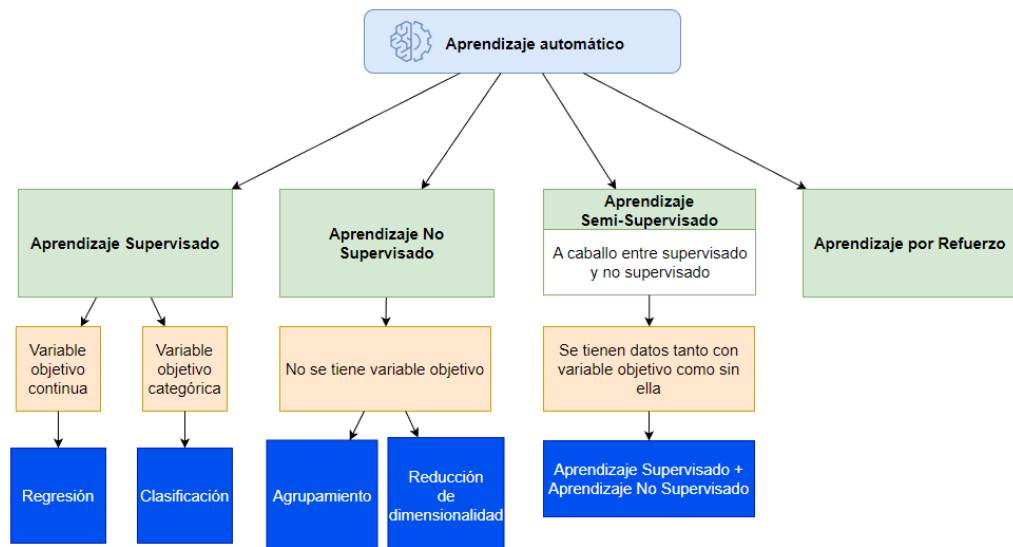 Aprendizaje automático
Aprendizaje Supervisado
Aprendizaje No
Supervisado
Aprendizaje
Semi-Supervisado
A caballo entre supervisado
y no supervisado
Aprendizaje por Refuerzo
Variable
objetivo
continua
Variable
objetivo
categórica
No se tiene variable objetivo
Se tienen datos tanto con
variable objetivo como sin
ella
Regresión
Clasificación
Agrupamiento
Reducción
de
dimensionalidad
Aprendizaje Supervisado +
Aprendizaje No Supervisado